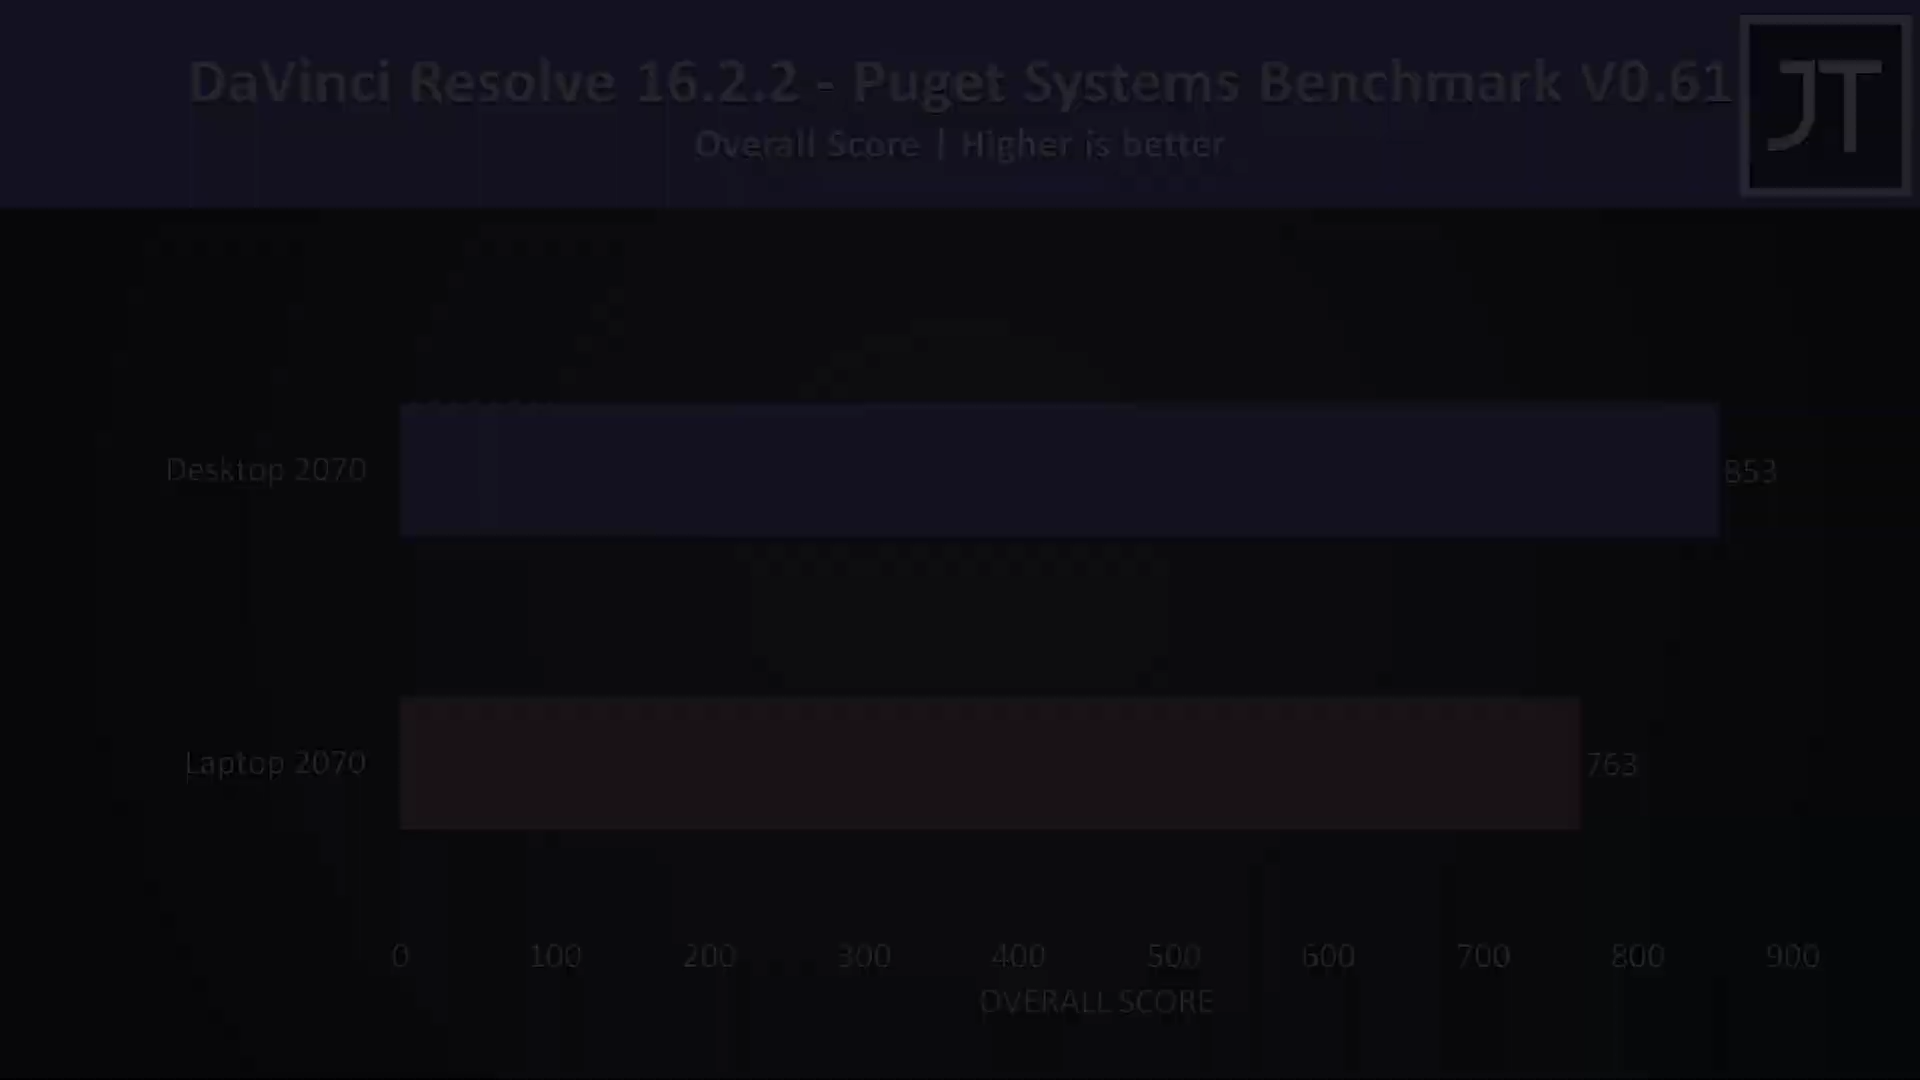 DaVinci Resolve 16.2.2 - Puget Systems Benchmark V0.61
JT
Overall Score | Higher is better
Desktop 2070
853
Laptop 2070
763
0 100 200 300 400 500 600 700 800 900
OVERALL SCORE